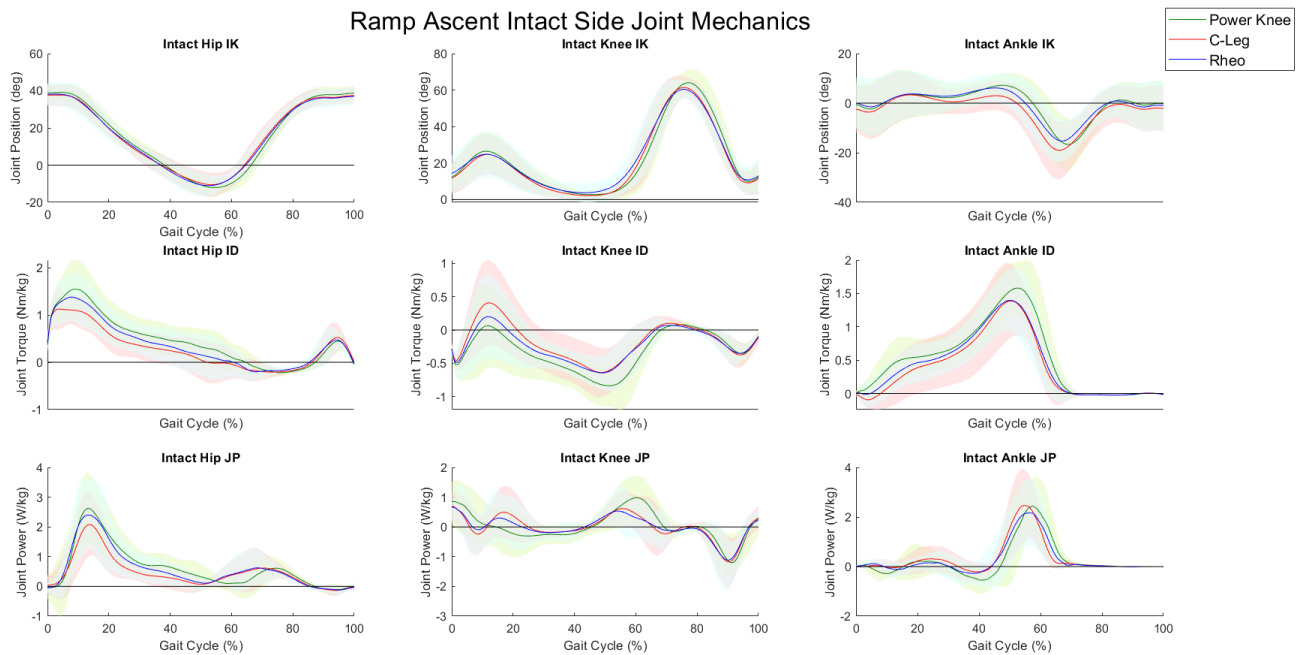 Ramp Ascent Intact Side Joint Mechanics
Power Knee
C-Leg
Rheo
Intact Hip IK
Joint Position (deg)
60
40
20
0
-20
0 20 40 60 80 100
Gait Cycle (%)
Intact Knee IK
Joint Position (deg)
80
60
40
20
0
Gait Cycle (%)
Intact Ankle IK
Joint Position (deg)
20
0
-20
-40
Gait Cycle (%)
Intact Hip ID
Joint Torque (Nm/kg)
2
1
0
-1
Gait Cycle (%)
Intact Knee ID
Joint Torque (Nm/kg)
1
0.5
0
-0.5
-1
Gait Cycle (%)
Intact Ankle ID
Joint Torque (Nm/kg)
2
1.5
1
0.5
0
Gait Cycle (%)
Intact Hip JP
Joint Power (W/kg)
4
3
2
1
0
-1
0 20 40 60 80 100
Gait Cycle (%)
Intact Knee JP
Joint Power (W/kg)
2
1
0
-1
-2
-3
0 20 40 60 80 100
Gait Cycle (%)
Intact Ankle JP
Joint Power (W/kg)
4
2
0
-2
0 20 40 60 80 100
Gait Cycle (%)